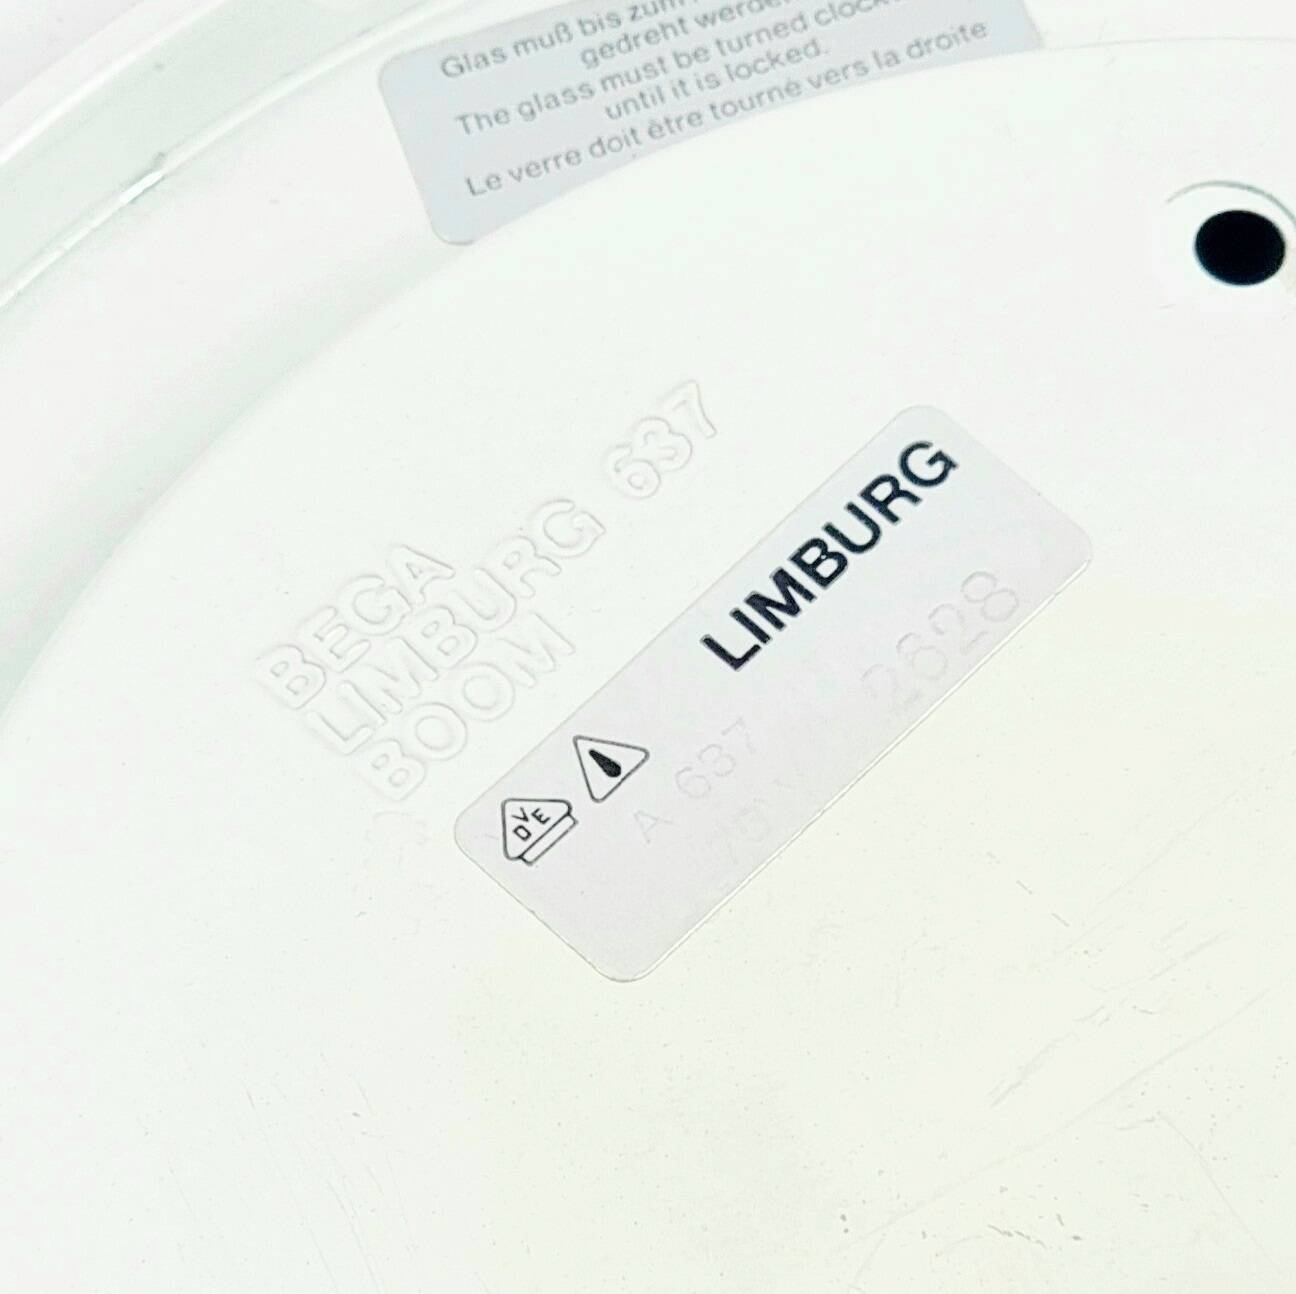 Glas muß bis zum
gedreht werden
The glass must be turned
until it is locked.
Le verre doit être tourné vers la droite
BEGA
LIMBURG 637
BOOM
LIMBURG
2628
A 637
VDE